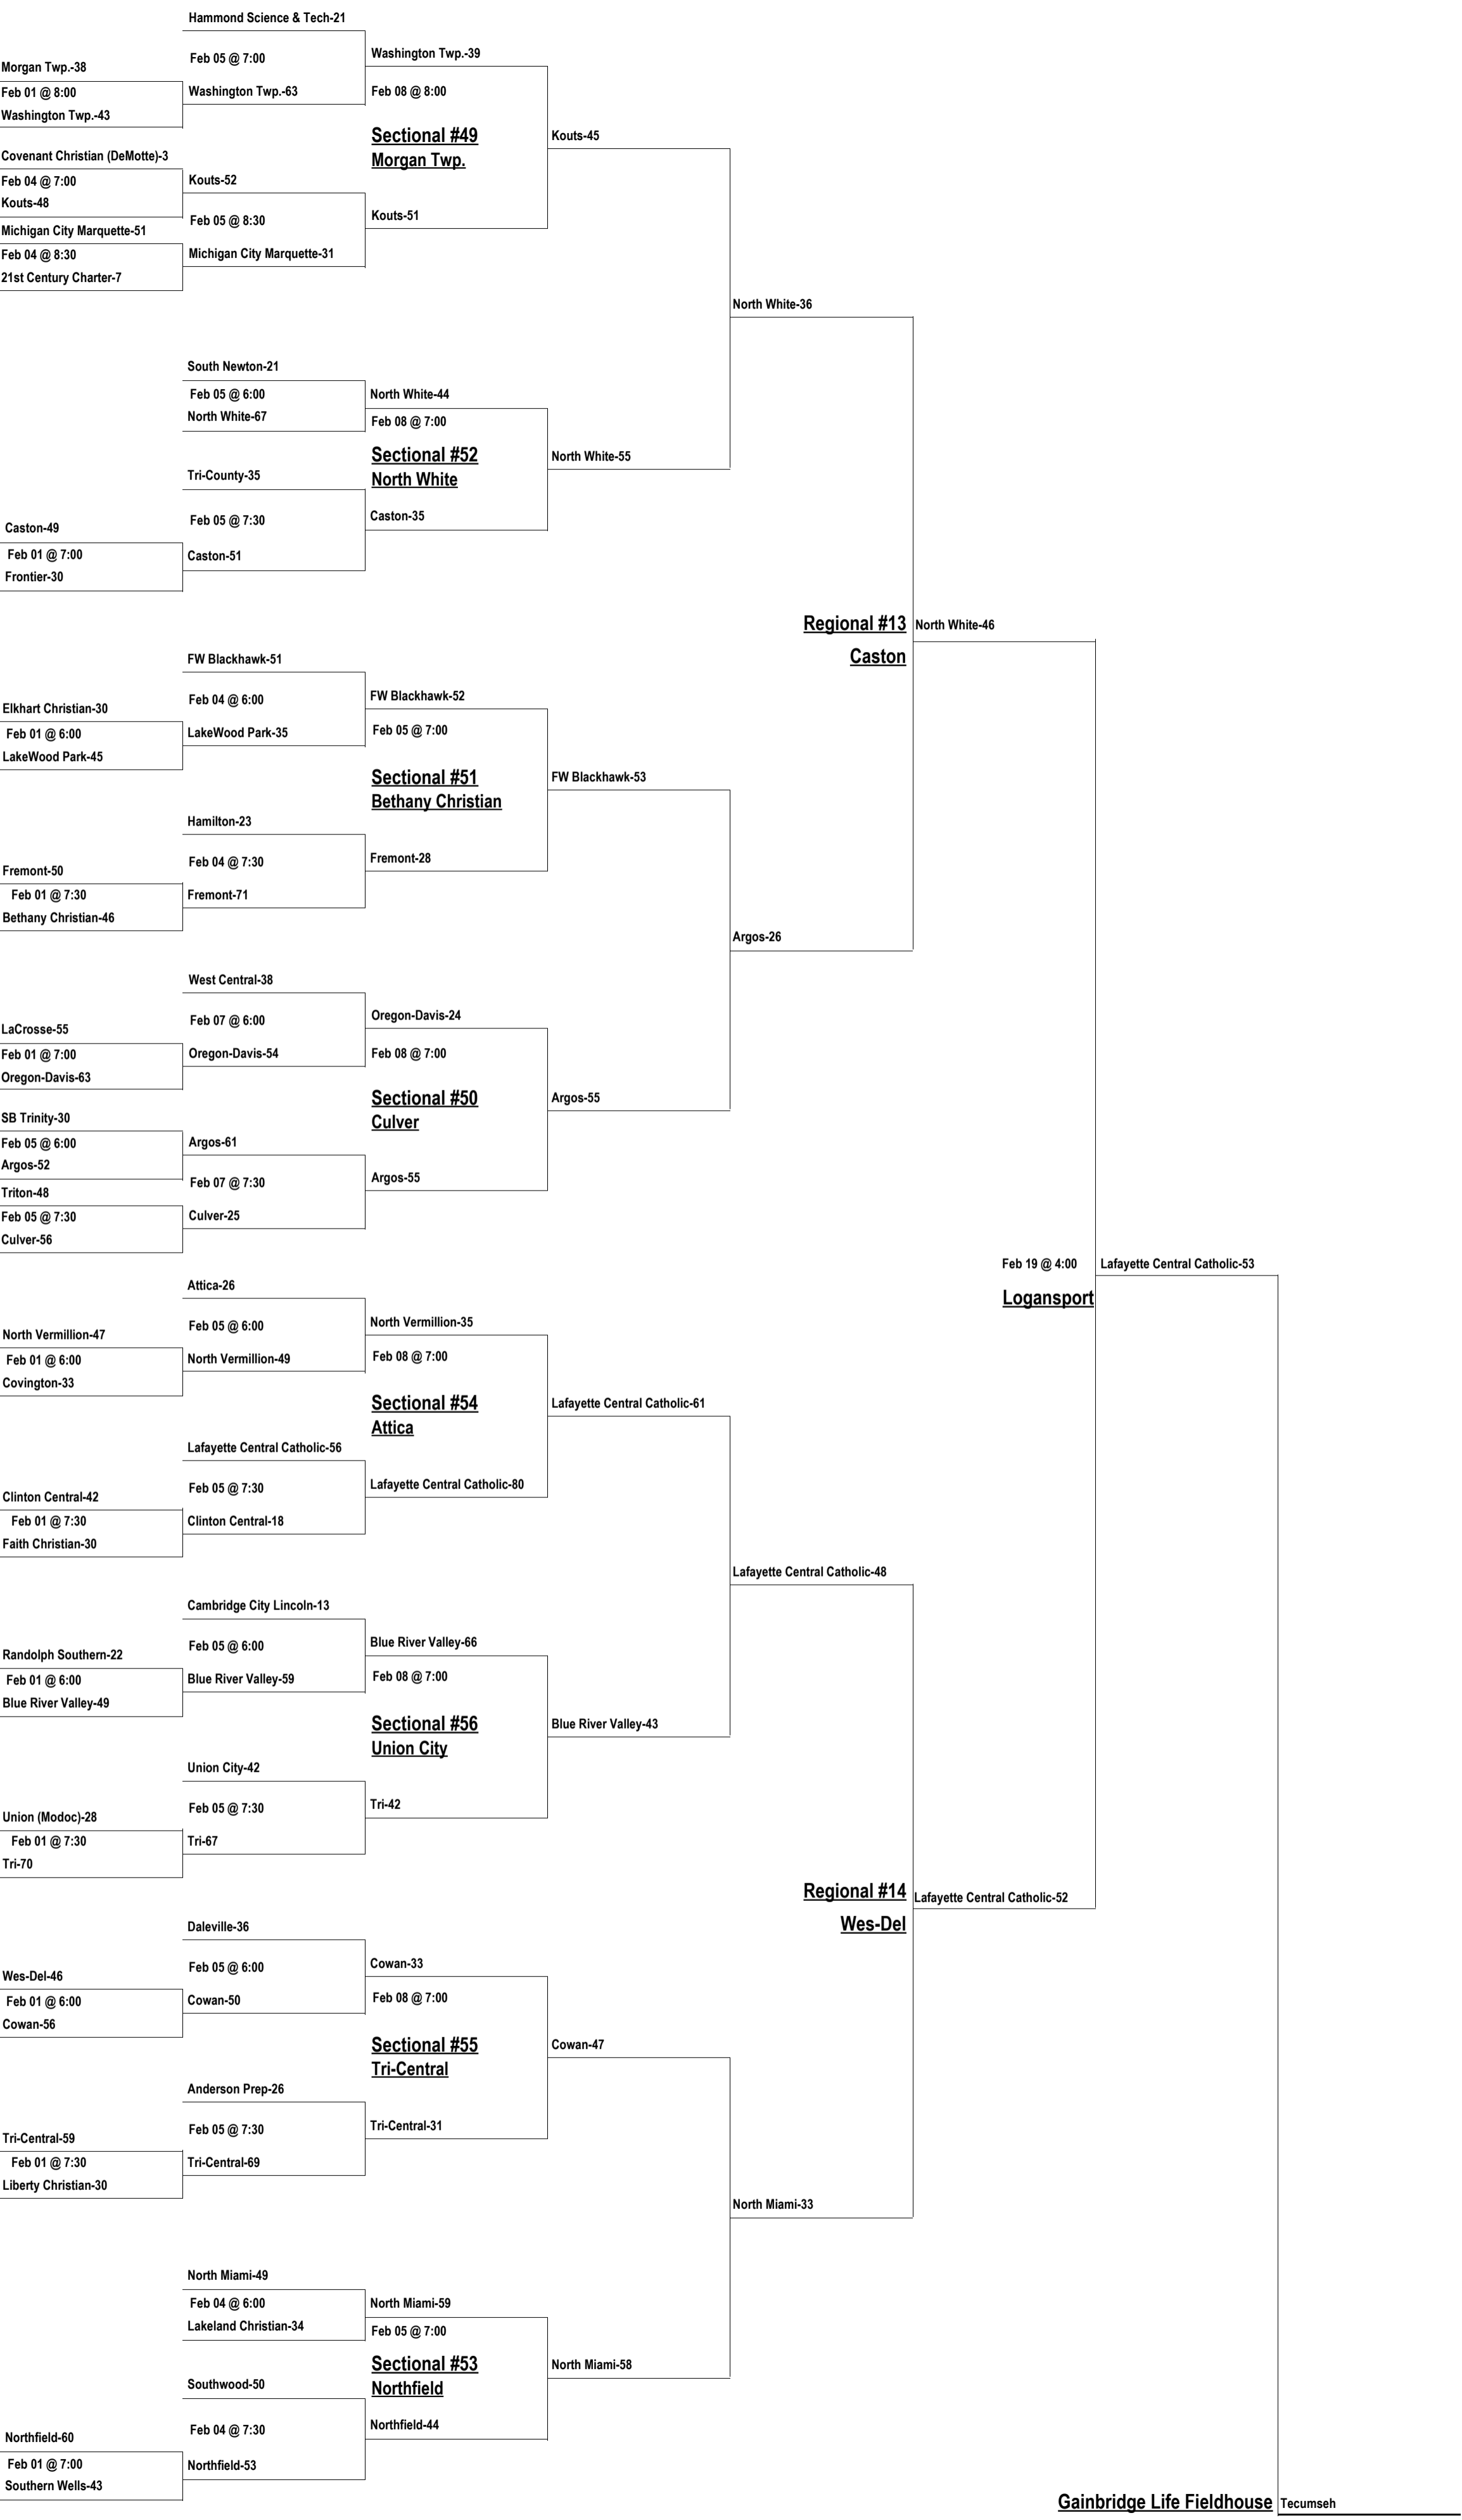 Hammond Science & Tech-21
Feb 05 @ 7:00
Washington Twp.-39
Morgan Twp.-38
Feb 01 @ 8:00
Washington Twp.-63
Feb 08 @ 8:00
Washington Twp.-43
Sectional #49
Morgan Twp.
Kouts-45
Covenant Christian (DeMotte)-3
Feb 04 @ 7:00
Kouts-52
Kouts-48
Feb 05 @ 8:30
Kouts-51
Michigan City Marquette-51
Feb 04 @ 8:30
Michigan City Marquette-31
21st Century Charter-7
North White-36
South Newton-21
Feb 05 @ 6:00
North White-44
North White-67
Feb 08 @ 7:00
Sectional #52
North White
North White-55
Tri-County-35
Feb 05 @ 7:30
Caston-35
Caston-49
Feb 01 @ 7:00
Caston-51
Frontier-30
Regional #13
Caston
North White-46
FW Blackhawk-51
Feb 04 @ 6:00
FW Blackhawk-52
Elkhart Christian-30
Feb 01 @ 6:00
LakeWood Park-35
Feb 05 @ 7:00
LakeWood Park-45
Sectional #51
Bethany Christian
FW Blackhawk-53
Hamilton-23
Feb 04 @ 7:30
Fremont-28
Fremont-50
Feb 01 @ 7:30
Fremont-71
Bethany Christian-46
Argos-26
West Central-38
Feb 07 @ 6:00
Oregon-Davis-24
LaCrosse-55
Feb 01 @ 7:00
Oregon-Davis-54
Feb 08 @ 7:00
Oregon-Davis-63
Sectional #50
Culver
Argos-55
SB Trinity-30
Feb 05 @ 6:00
Argos-61
Argos-52
Feb 07 @ 7:30
Argos-55
Triton-48
Feb 05 @ 7:30
Culver-25
Culver-56
Feb 19 @ 4:00
Logansport
Lafayette Central Catholic-53
Attica-26
Feb 05 @ 6:00
North Vermillion-35
North Vermillion-47
Feb 01 @ 6:00
North Vermillion-49
Feb 08 @ 7:00
Covington-33
Sectional #54
Attica
Lafayette Central Catholic-61
Lafayette Central Catholic-56
Feb 05 @ 7:30
Lafayette Central Catholic-80
Clinton Central-42
Feb 01 @ 7:30
Clinton Central-18
Faith Christian-30
Lafayette Central Catholic-48
Cambridge City Lincoln-13
Feb 05 @ 6:00
Blue River Valley-66
Randolph Southern-22
Feb 01 @ 6:00
Blue River Valley-59
Feb 08 @ 7:00
Blue River Valley-49
Sectional #56
Union City
Blue River Valley-43
Union City-42
Feb 05 @ 7:30
Tri-42
Union (Modoc)-28
Feb 01 @ 7:30
Tri-67
Tri-70
Regional #14
Wes-Del
Lafayette Central Catholic-52
Daleville-36
Feb 05 @ 6:00
Cowan-33
Wes-Del-46
Feb 01 @ 6:00
Cowan-50
Feb 08 @ 7:00
Cowan-56
Sectional #55
Tri-Central
Cowan-47
Anderson Prep-26
Feb 05 @ 7:30
Tri-Central-31
Tri-Central-59
Feb 01 @ 7:30
Tri-Central-69
Liberty Christian-30
North Miami-33
North Miami-49
Feb 04 @ 6:00
North Miami-59
Lakeland Christian-34
Feb 05 @ 7:00
Sectional #53
Northfield
North Miami-58
Southwood-50
Feb 04 @ 7:30
Northfield-44
Northfield-60
Feb 01 @ 7:00
Northfield-53
Southern Wells-43
Gainbridge Life Fieldhouse
Tecumseh